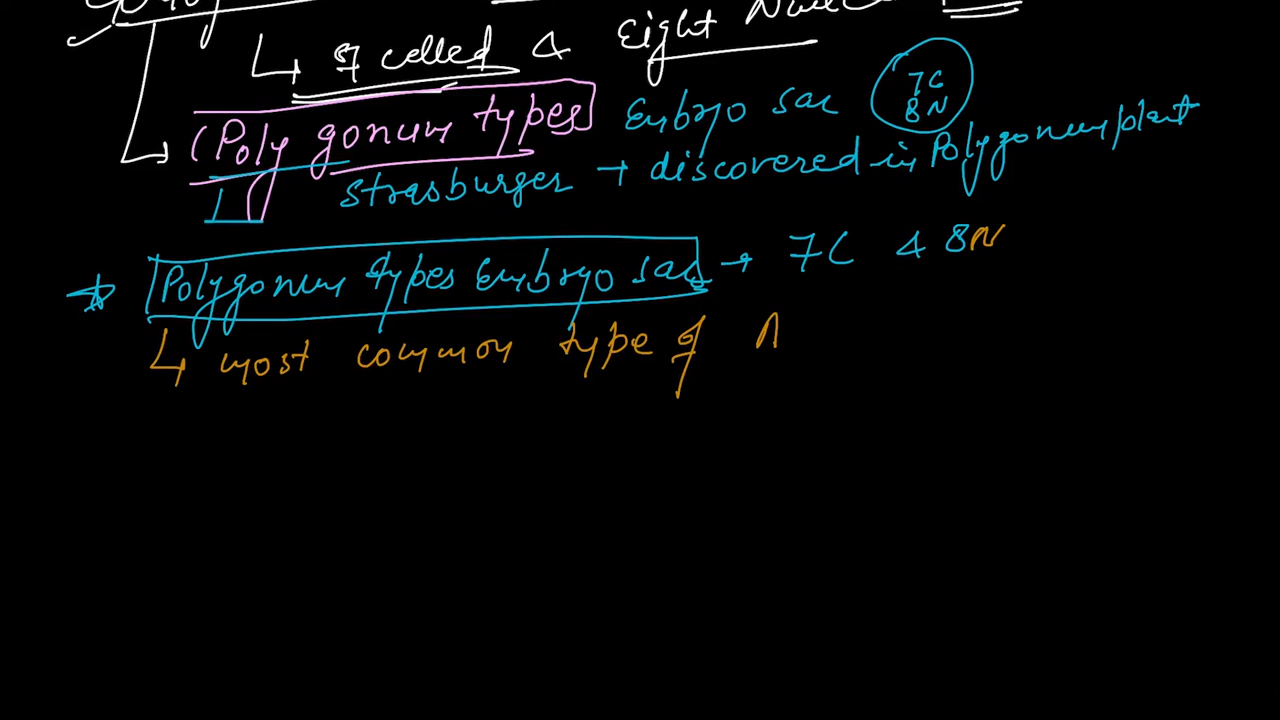 ↳ 7 celled & Eight
(Polygonum types) Embryo sac 7C 8N
Strasburger → discovered in Polygonum plant
☆ Polygonum types Embryo sac → 7C & 8N
↳ most common type of